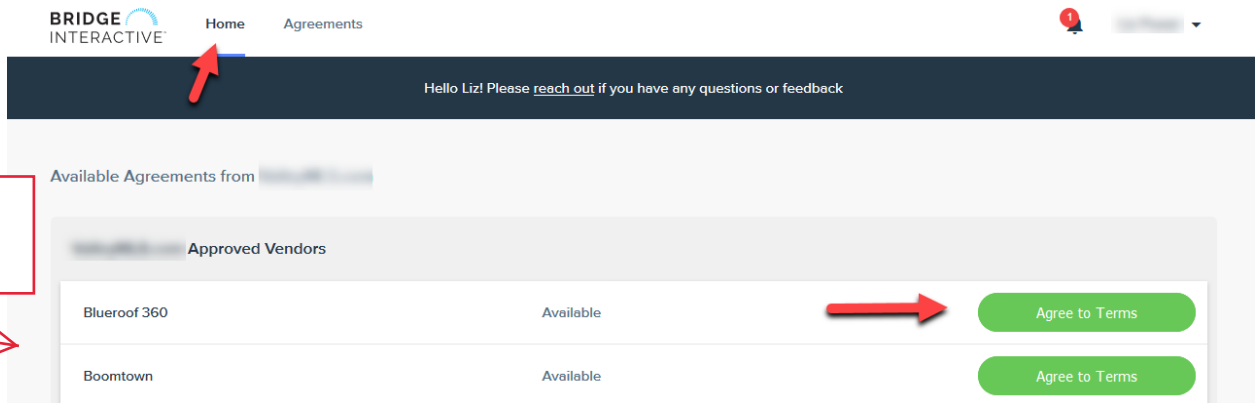 BRIDGE
INTERACTIVE
Home Agreements
1
Hello Liz! Please reach out if you have any questions or feedback
Available Agreements from
Approved Vendors
Blueroof 360 Available Agree to Terms
Boomtown Available Agree to Terms